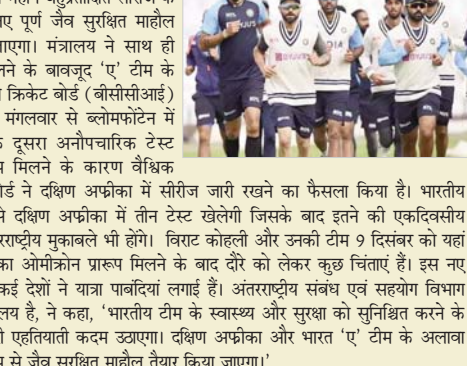 ए पूर्ण जैव सुरक्षित माहौल
ाएगा। मंत्रालय ने साथ ही
लने के बावजूद ‘ए’ टीम के
क्रिकेट बोर्ड (बीसीसीआई)
मंगलवार से ब्लोमफोंटेन में
दूसरा अनौपचारिक टेस्ट
मिलने के कारण वैश्विक
ोर्ड ने दक्षिण अफ्रीका में सीरीज जारी रखने का फैसला किया है। भारतीय
दक्षिण अफ्रीका में तीन टेस्ट खेलेगी जिसके बाद इतने की एकदिवसीय
रराष्ट्रीय मुकाबले भी होंगे। विराट कोहली और उनकी टीम 9 दिसंबर को यहां
का ओमीक्रोन प्रारूप मिलने के बाद दौरे को लेकर कुछ चिंताएं हैं। इस नए
कई देशों ने यात्रा पाबंदियां लगाई हैं। अंतरराष्ट्रीय संबंध एवं सहयोग विभाग
लय है, ने कहा, ‘भारतीय टीम के स्वास्थ्य और सुरक्षा को सुनिश्चित करने के
ी एहतियाती कदम उठाएगा। दक्षिण अफ्रीका और भारत ‘ए’ टीम के अलावा
से जैव सुरक्षित माहौल तैयार किया जाएगा।’